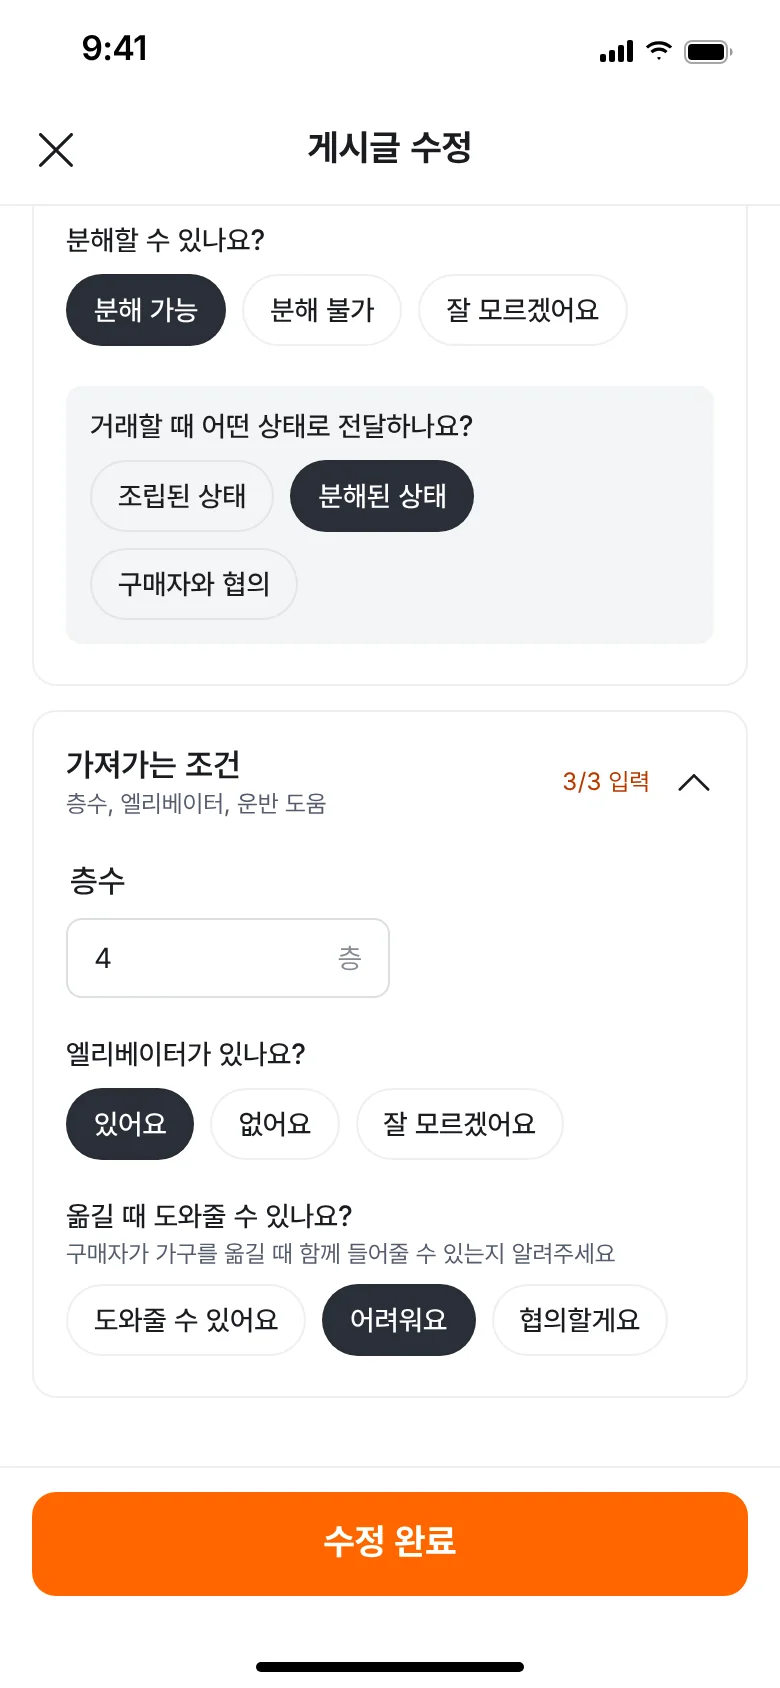 9:41
게시글 수정
분해할 수 있나요?
분해 가능 분해 불가 잘 모르겠어요
거래할 때 어떤 상태로 전달하나요?
조립된 상태 분해된 상태
구매자와 협의
가져가는 조건
층수, 엘리베이터, 운반 도움
3/3 입력
층수
4 층
엘리베이터가 있나요?
있어요 없어요 잘 모르겠어요
옮길 때 도와줄 수 있나요?
구매자가 가구를 옮길 때 함께 들어줄 수 있는지 알려주세요
도와줄 수 있어요 어려워요 협의할게요
수정 완료